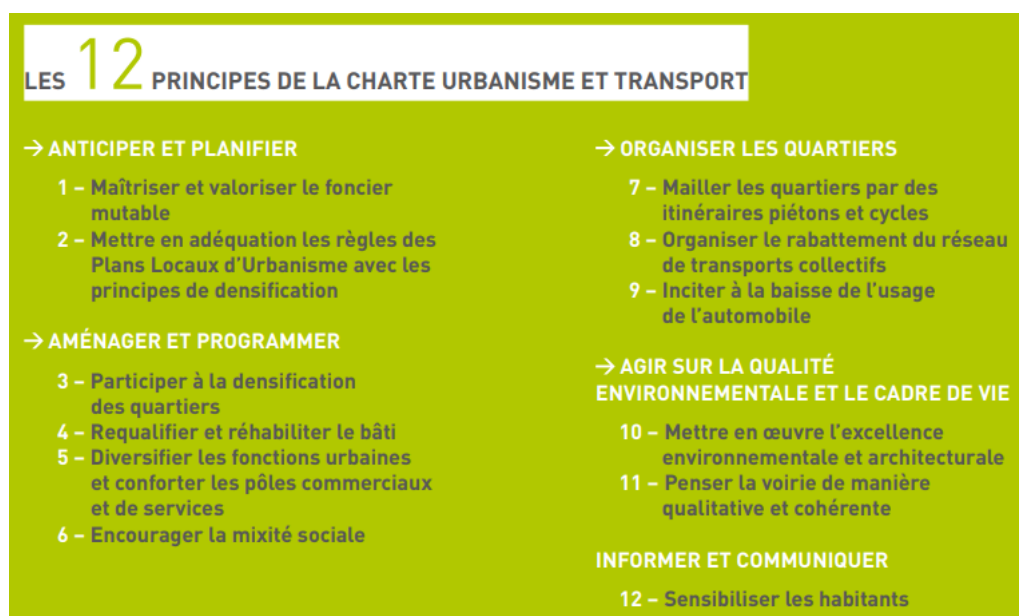 LES 12 PRINCIPES DE LA CHARTE URBANISME ET TRANSPORT
→ ANTICIPER ET PLANIFIER
1 – Maîtriser et valoriser le foncier
mutable
2 – Mettre en adéquation les règles des
Plans Locaux d'Urbanisme avec les
principes de densification
→ AMÉNAGER ET PROGRAMMER
3 – Participer à la densification
des quartiers
4 – Requalifier et réhabiliter le bâti
5 – Diversifier les fonctions urbaines
et conforter les pôles commerciaux
et de services
6 – Encourager la mixité sociale
→ ORGANISER LES QUARTIERS
7 – Mailler les quartiers par des
itinéraires piétons et cycles
8 – Organiser le rabattement du réseau
de transports collectifs
9 – Inciter à la baisse de l'usage
de l'automobile
→ AGIR SUR LA QUALITÉ
ENVIRONNEMENTALE ET LE CADRE DE VIE
10 – Mettre en œuvre l'excellence
environnementale et architecturale
11 – Penser la voirie de manière
qualitative et cohérente
INFORMER ET COMMUNIQUER
12 – Sensibiliser les habitants